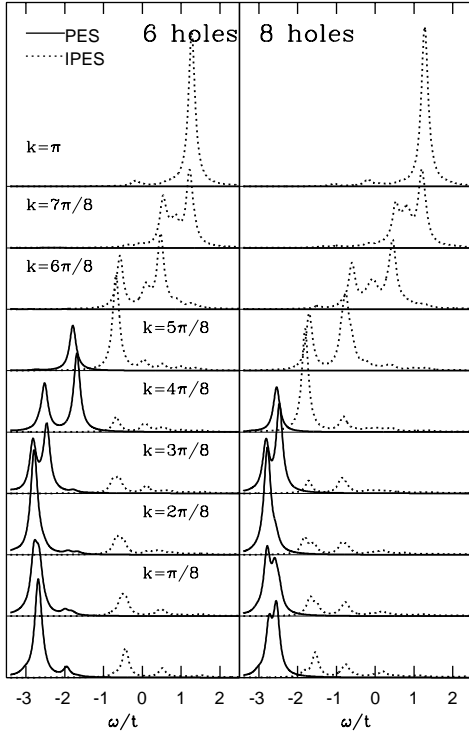 PES
IPES
6 holes
8 holes
k=π
k=7π/8
k=6π/8
k=5π/8
k=4π/8
k=3π/8
k=2π/8
k=π/8
-3 -2 -1 0 1 2
-3 -2 -1 0 1 2
ω/t
ω/t